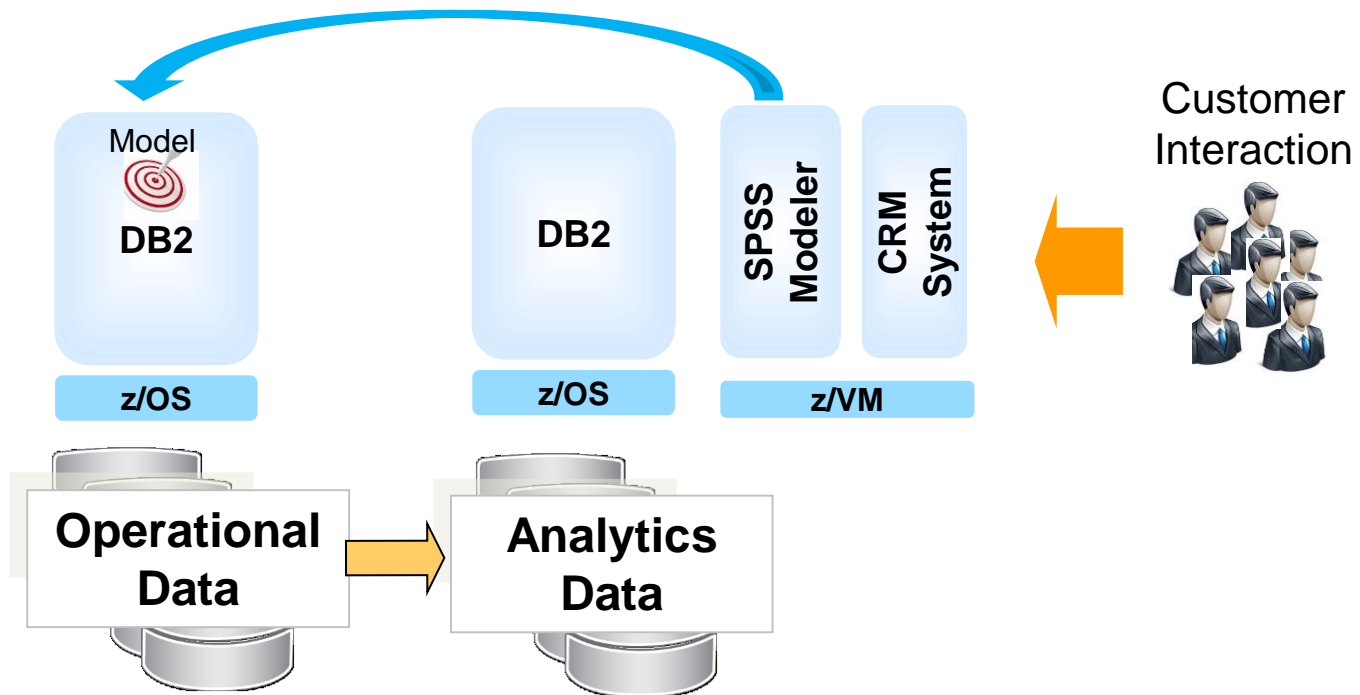 Customer
Interaction
Model
DB2
DB2
SPSS
Modeler
CRM
System
z/OS
z/OS
z/VM
Operational
Data
Analytics
Data